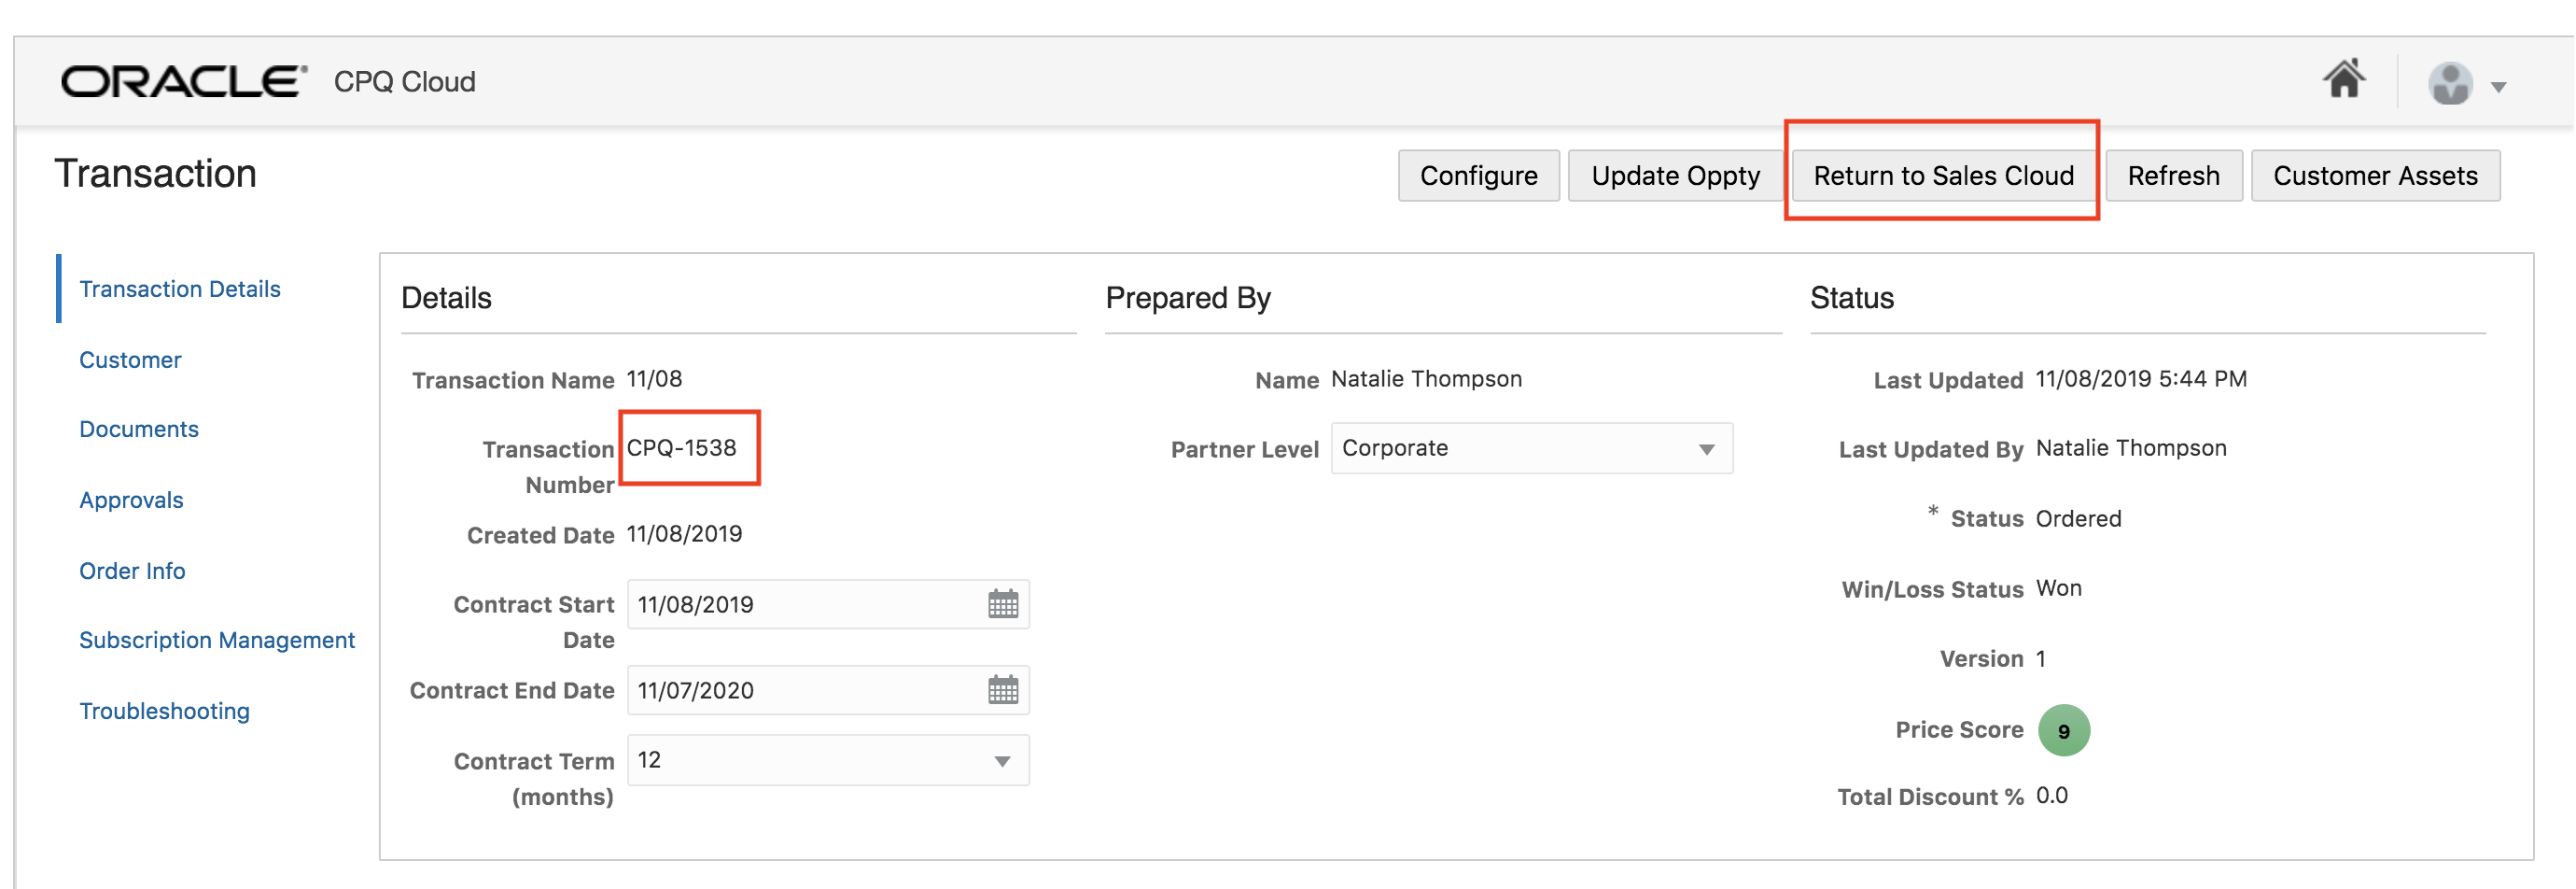 ORACLE® CPQ Cloud
Transaction
Configure
Update Oppty
Return to Sales Cloud
Refresh
Customer Assets
Transaction Details
Customer
Documents
Approvals
Order Info
Subscription Management
Troubleshooting
Details
Transaction Name 11/08
Transaction CPQ-1538
Number
Created Date 11/08/2019
Contract Start 11/08/2019
Date
Contract End Date 11/07/2020
Contract Term 12
(months)
Prepared By
Name Natalie Thompson
Partner Level Corporate
Status
Last Updated 11/08/2019 5:44 PM
Last Updated By Natalie Thompson
* Status Ordered
Win/Loss Status Won
Version 1
Price Score 9
Total Discount % 0.0